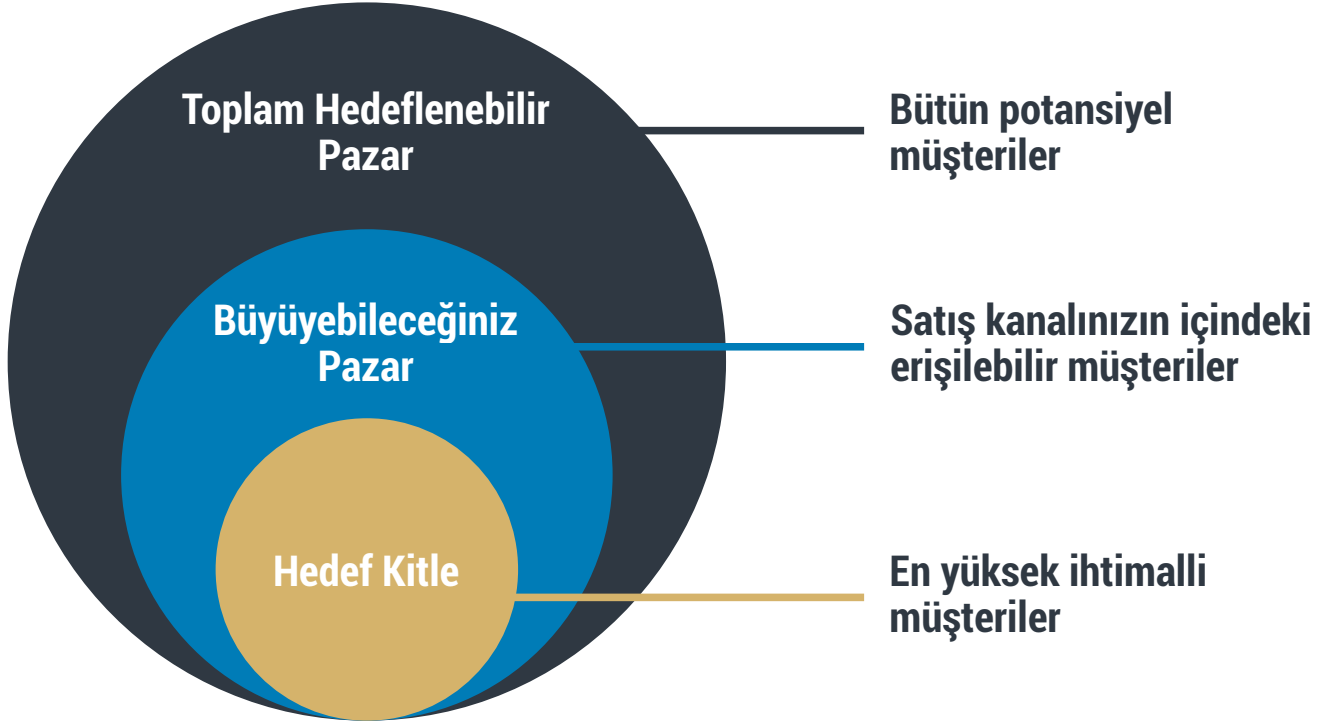 Toplam Hedeflenebilir
Pazar
Bütün potansiyel
müşteriler
Büyüyebileceğiniz
Pazar
Satış kanalınızın içindeki
erişilebilir müşteriler
Hedef Kitle
En yüksek ihtimalli
müşteriler